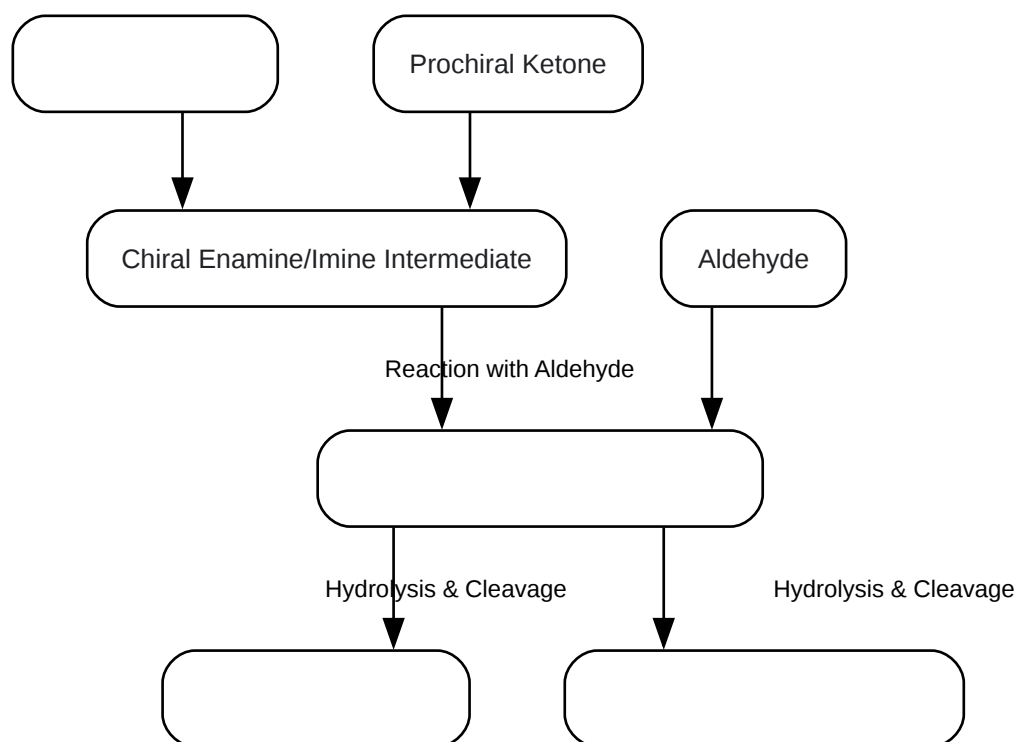 Prochiral Ketone
Chiral Enamine/Imine Intermediate
Aldehyde
Reaction with Aldehyde
Hydrolysis & Cleavage
Hydrolysis & Cleavage